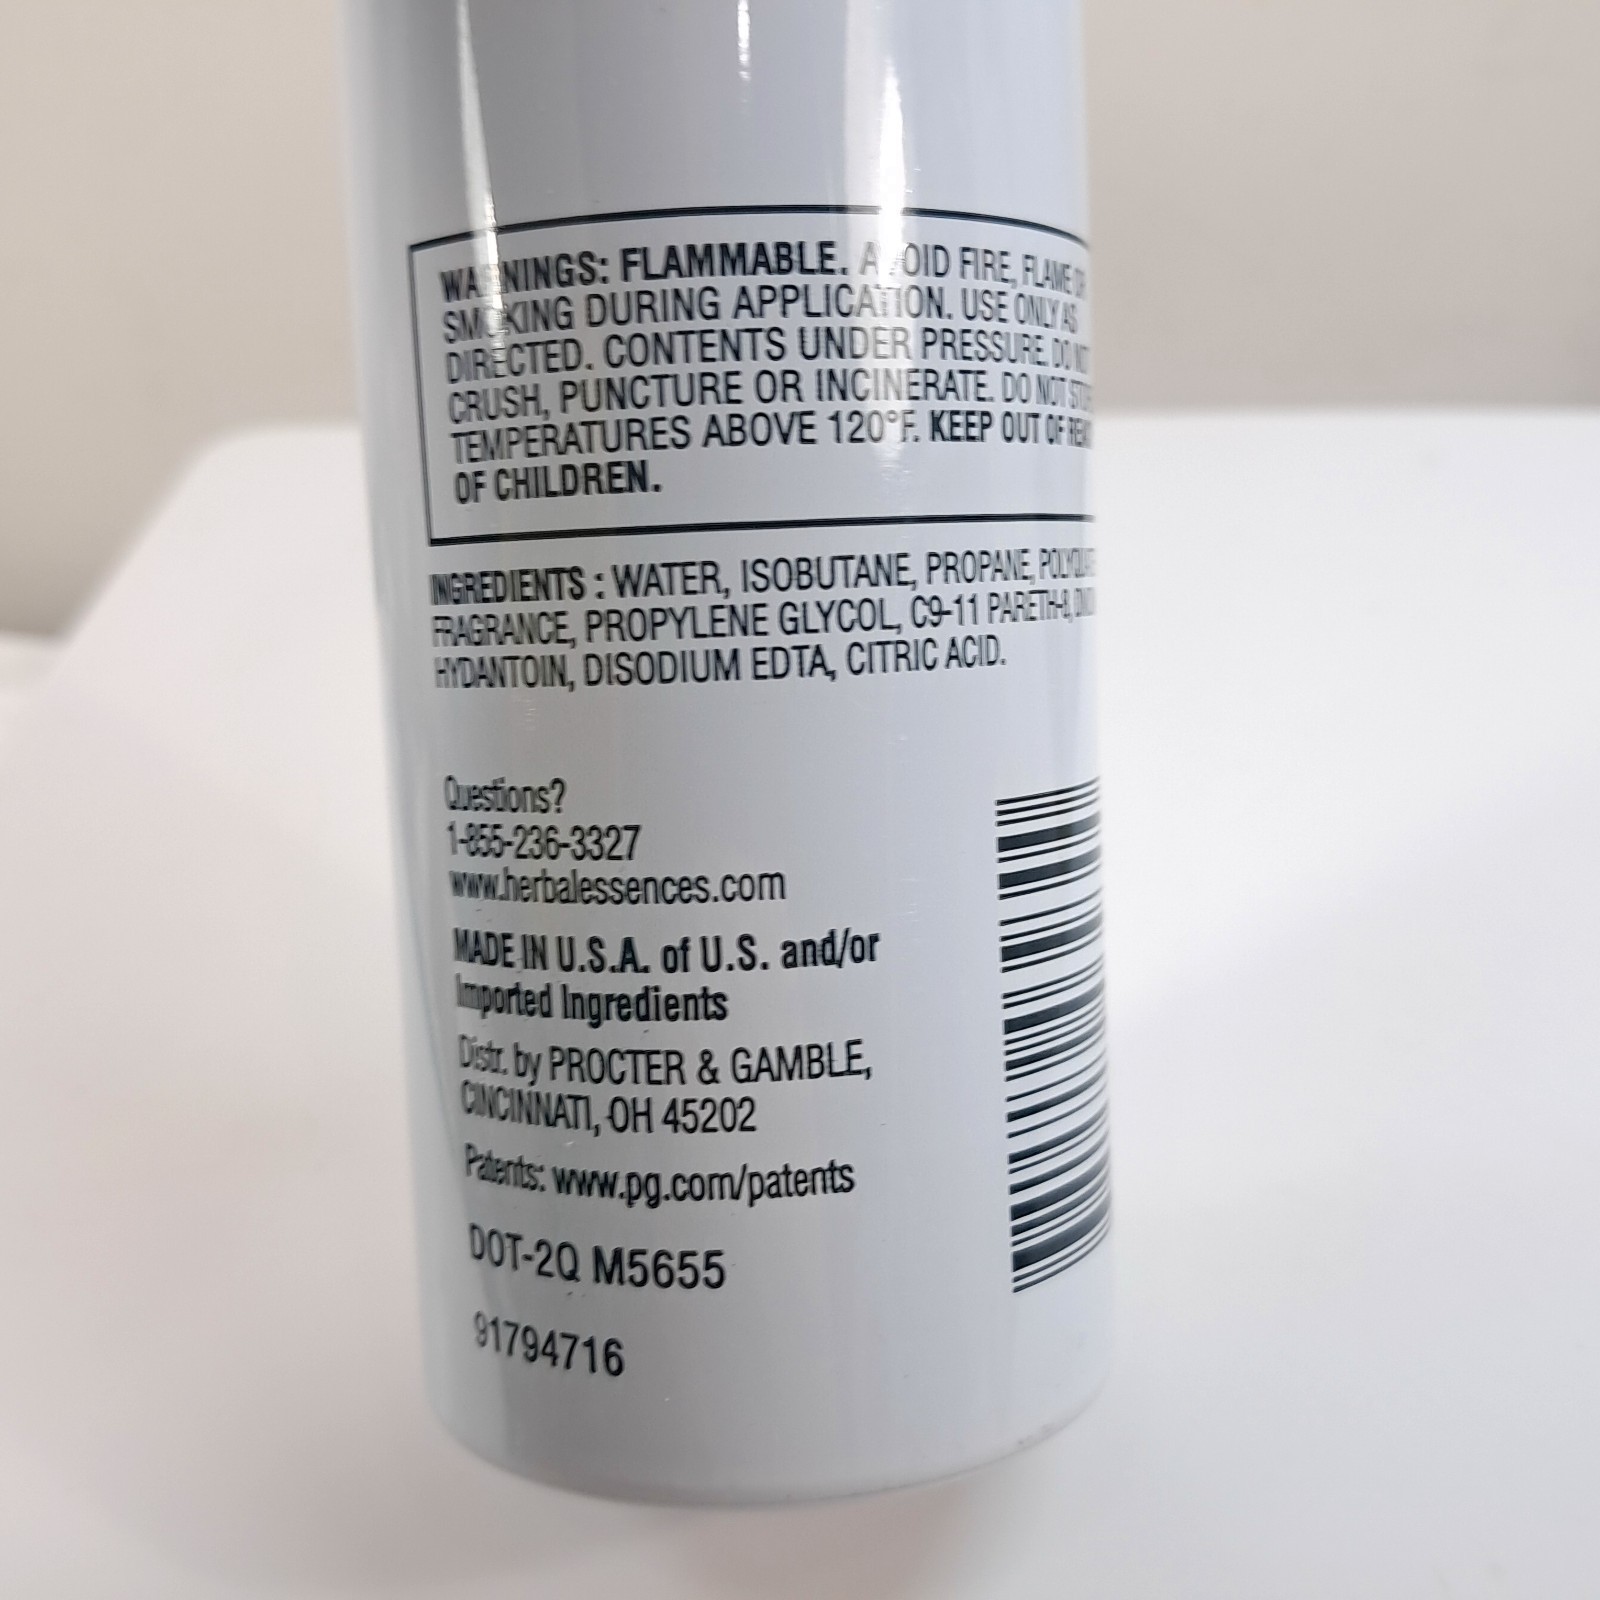 WARNINGS: FLAMMABLE. AVOID FIRE, FLAME OR
SMOKING DURING APPLICATION. USE ONLY AS
DIRECTED. CONTENTS UNDER PRESSURE. DO NOT
CRUSH, PUNCTURE OR INCINERATE. DO NOT
TEMPERATURES ABOVE 120°F. KEEP OUT OF
OF CHILDREN.
INGREDIENTS : WATER, ISOBUTANE, PROPANE,
FRAGRANCE, PROPYLENE GLYCOL, C9-11 PARETH-8,
HYDANTOIN, DISODIUM EDTA, CITRIC ACID.
Questions?
1-855-236-3327
www.herbalessences.com
MADE IN U.S.A. of U.S. and/or
Imported Ingredients
Distr. by PROCTER & GAMBLE,
CINCINNATI, OH 45202
Patents: www.pg.com/patents
DOT-2Q M5655
91794716